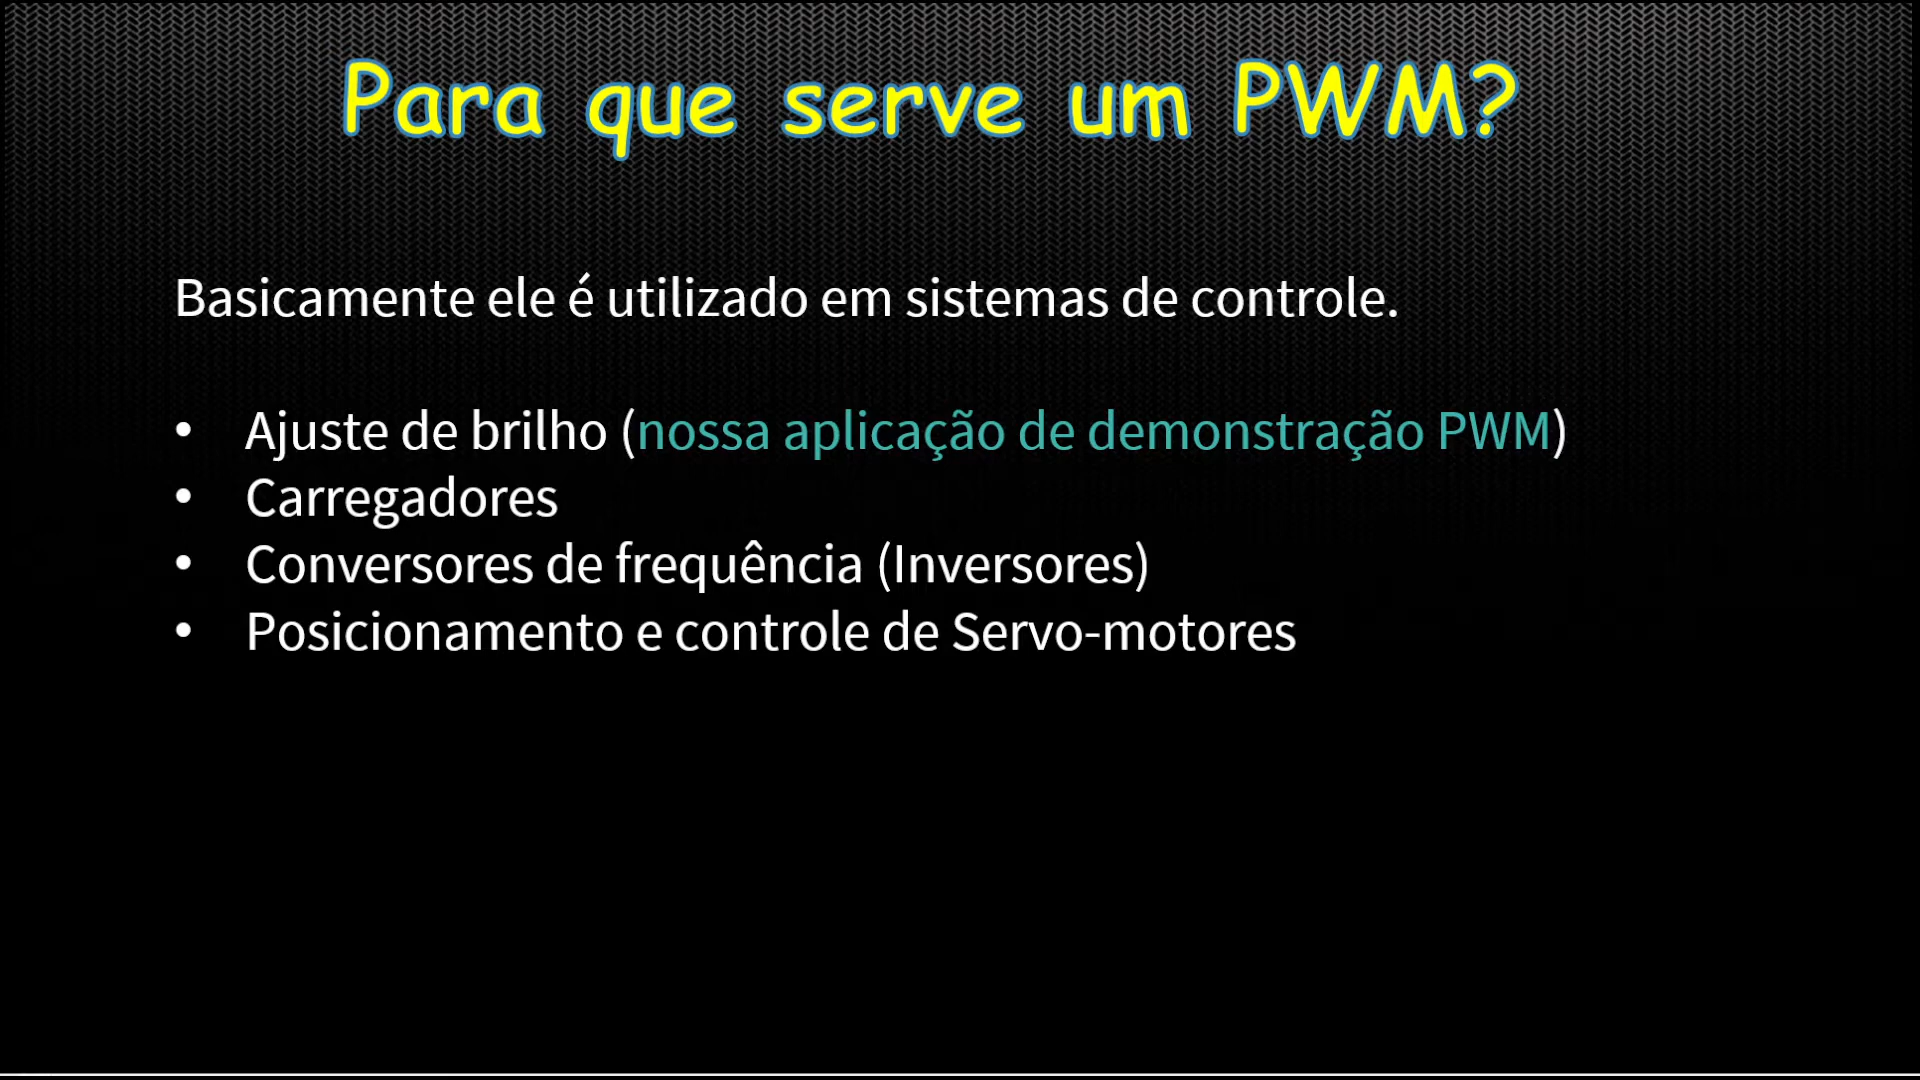 Para que serve um PWM?
Basicamente ele é utilizado em sistemas de controle.
• Ajuste de brilho (nossa aplicação de demonstração PWM)
• Carregadores
• Conversores de frequência (Inversores)
• Posicionamento e controle de Servo-motores